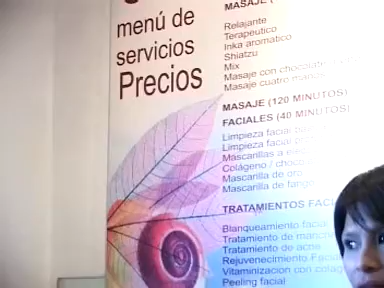 menú de
servicios
Precios
MASAJE (
Relajante
Terapéutico
Inka aromático
Shiatzu
Mix
Masaje con chocolate
Masaje cuatro manos
MASAJE (120 MINUTOS)
FACIALES (40 MINUTOS)
Limpieza facial
Limpieza facial
Mascarillas a
Colágeno / choco
Mascarilla de oro
Mascarilla de fango
TRATAMIENTOS FACI
Blanqueamiento facial
Tratamiento de manchas
Tratamiento de acne
Rejuvenecimiento Facial
Vitaminizacion con colag
Peeling facial